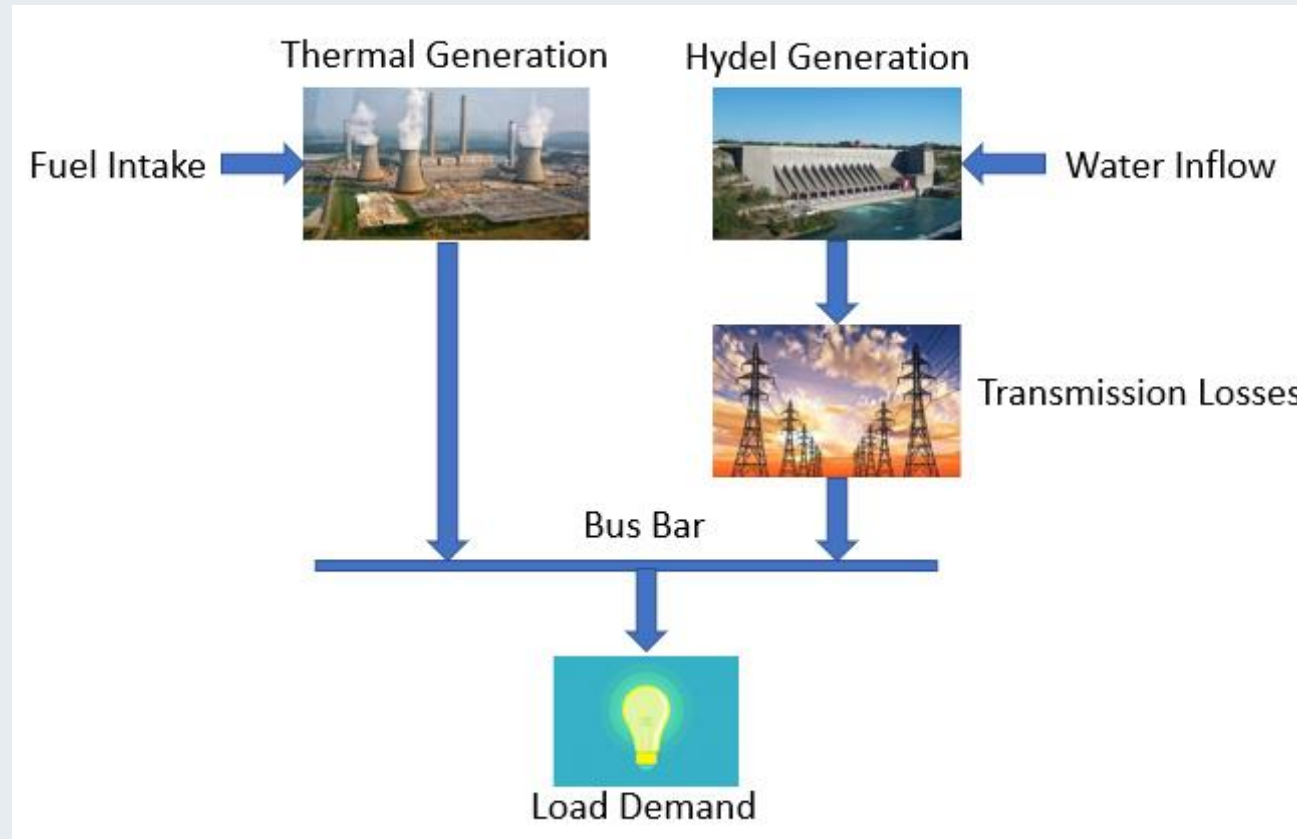 Thermal Generation
Hydel Generation
Fuel Intake
Water Inflow
Transmission Losses
Bus Bar
Load Demand